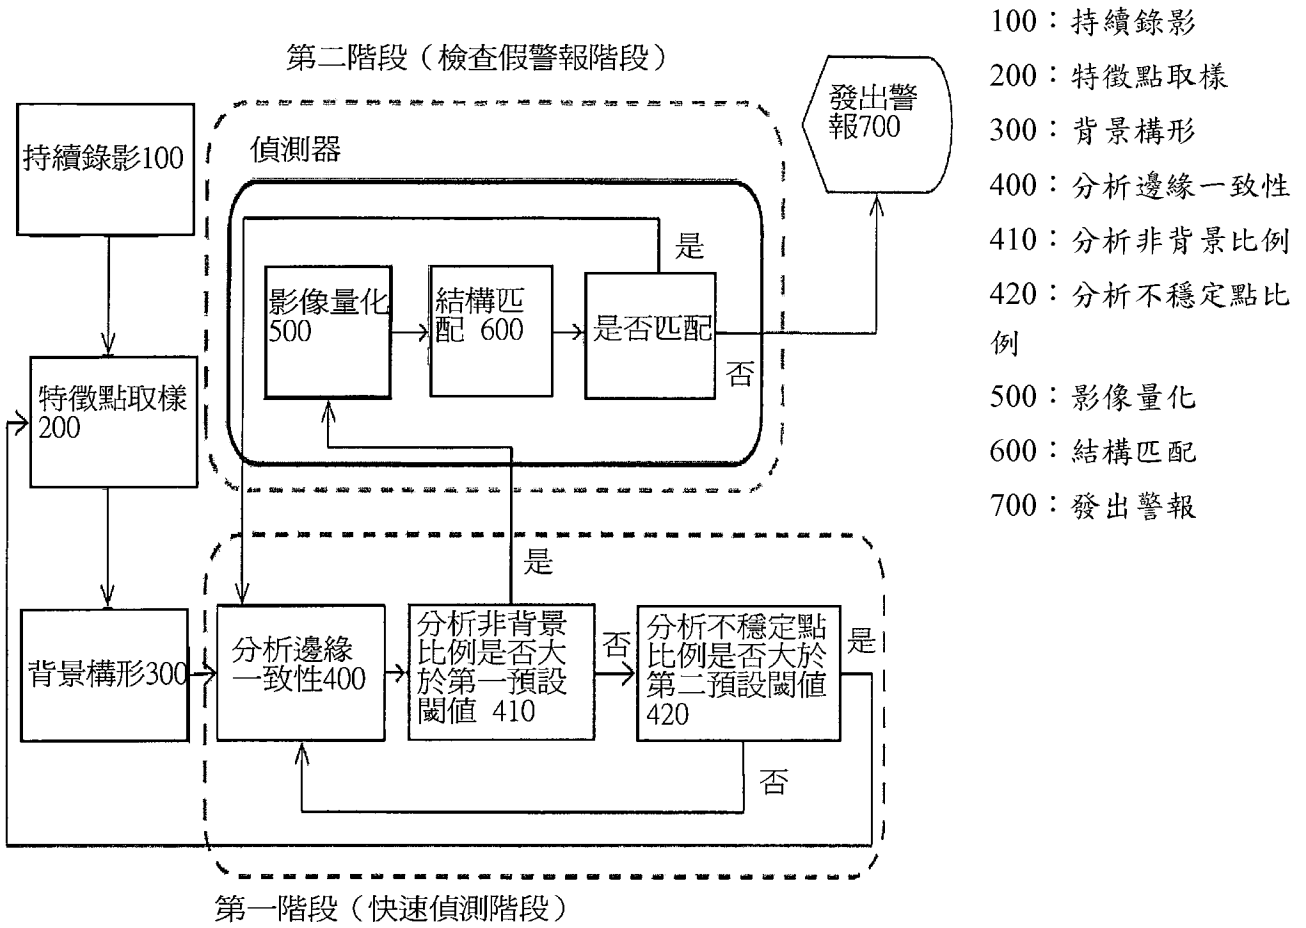 第二階段（檢查假警報階段）
發出警
報700
持續錄影100
偵測器
是
影像量化
500
結構匹
配 600
是否匹配
否
特徵點取樣
200
是
背景構形300
分析邊緣
一致性400
分析非背景
比例是否大
於第一預設
閾值 410
否
分析不穩定點
比例是否大於
第二預設閾值
420
是
否
第一階段（快速偵測階段）
100：持續錄影
200：特徵點取樣
300：背景構形
400：分析邊緣一致性
410：分析非背景比例
420：分析不穩定點比
例
500：影像量化
600：結構匹配
700：發出警報